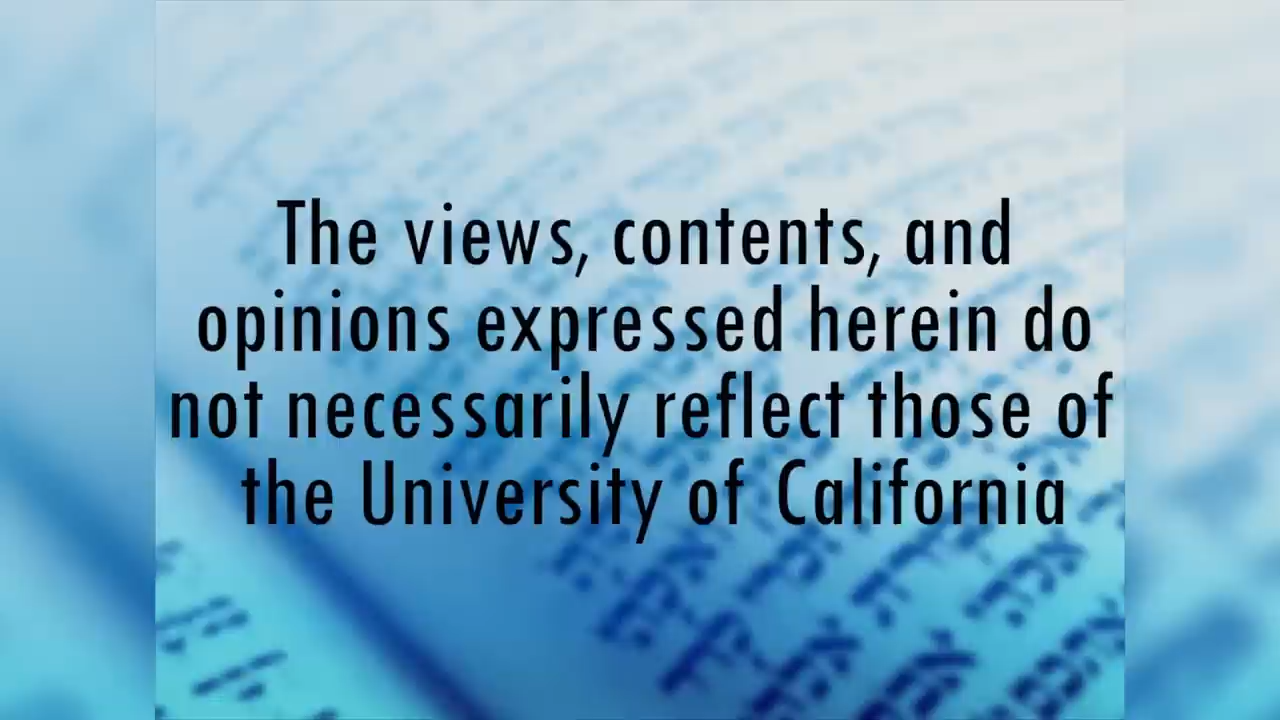 The views, contents, and
opinions expressed herein do
not necessarily reflect those of
the University of California